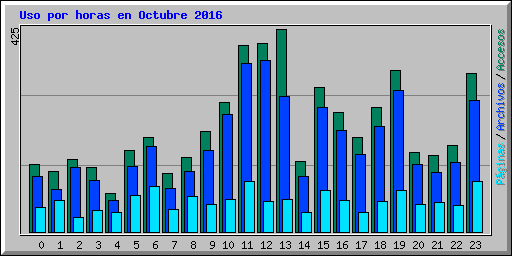 Uso por horas en Octubre 2016
425
Páginas / Archivos / Accesos
0 1 2 3 4 5 6 7 8 9 10 11 12 13 14 15 16 17 18 19 20 21 22 23